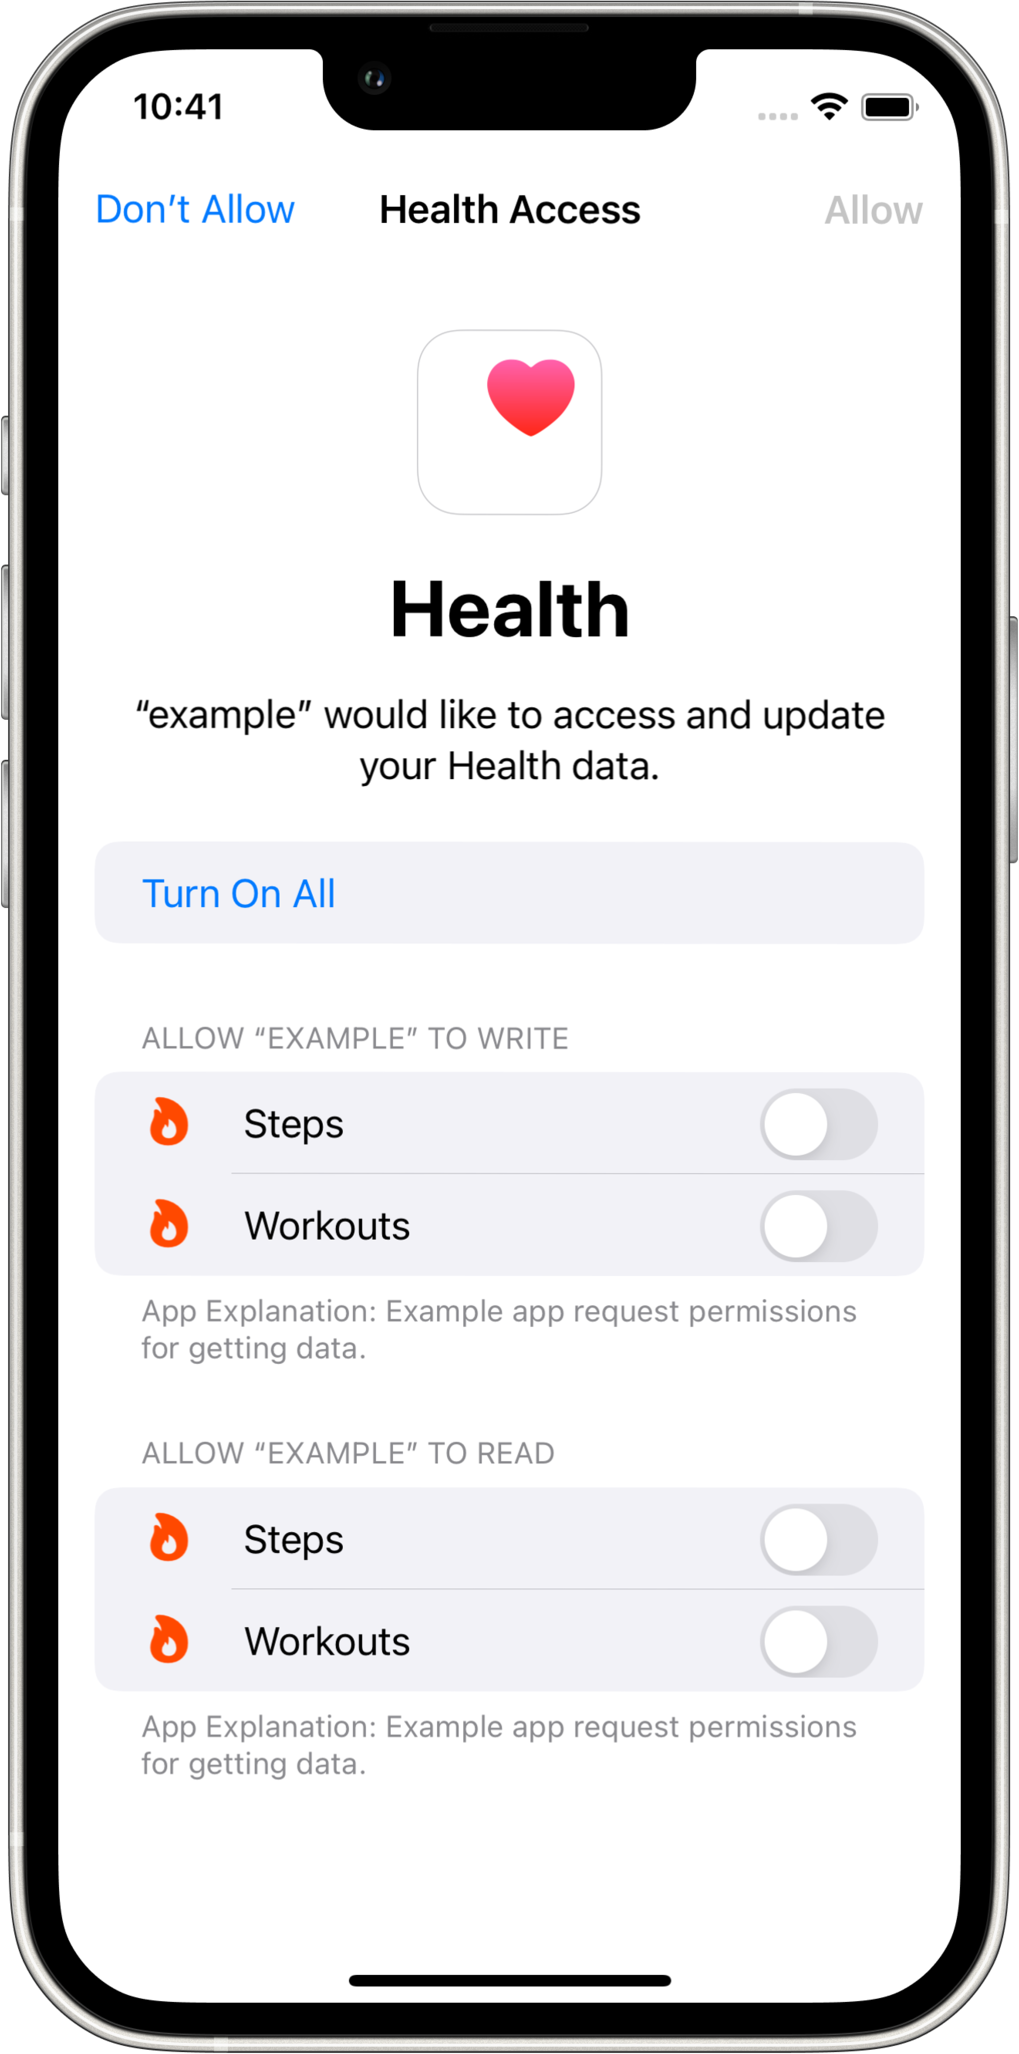 10:41
Don’t Allow Health Access Allow
Health
“example” would like to access and update
your Health data.
Turn On All
ALLOW “EXAMPLE” TO WRITE
Steps
Workouts
App Explanation: Example app request permissions
for getting data.
ALLOW “EXAMPLE” TO READ
Steps
Workouts
App Explanation: Example app request permissions
for getting data.